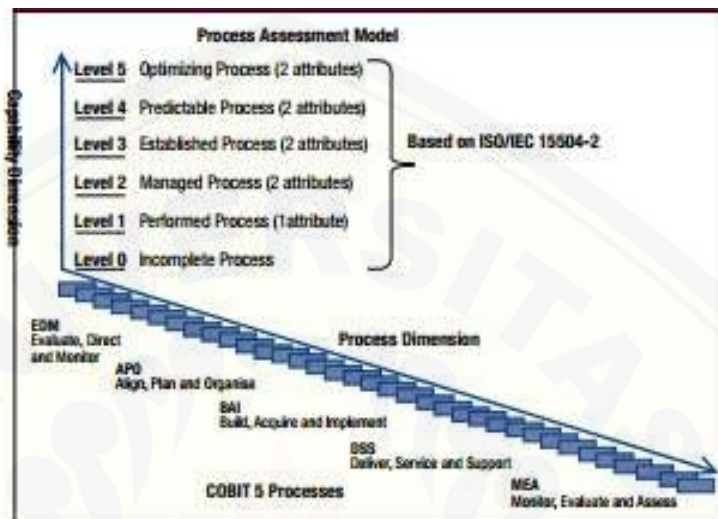 Process Assessment Model
Level 5 Optimizing Process (2 attributes)
Level 4 Predictable Process (2 attributes)
Level 3 Established Process (2 attributes)
Level 2 Managed Process (2 attributes)
Level 1 Performed Process (1attribute)
Level 0 Incomplete Process
Based on ISO/IEC 15504-2
Capability Dimension
Process Dimension
EDM
Evaluate, Direct
and Monitor
APO
Align, Plan and Organise
BAI
Build, Acquire and Implement
DSS
Deliver, Service and Support
MEA
Monitor, Evaluate and Assess
COBIT 5 Processes